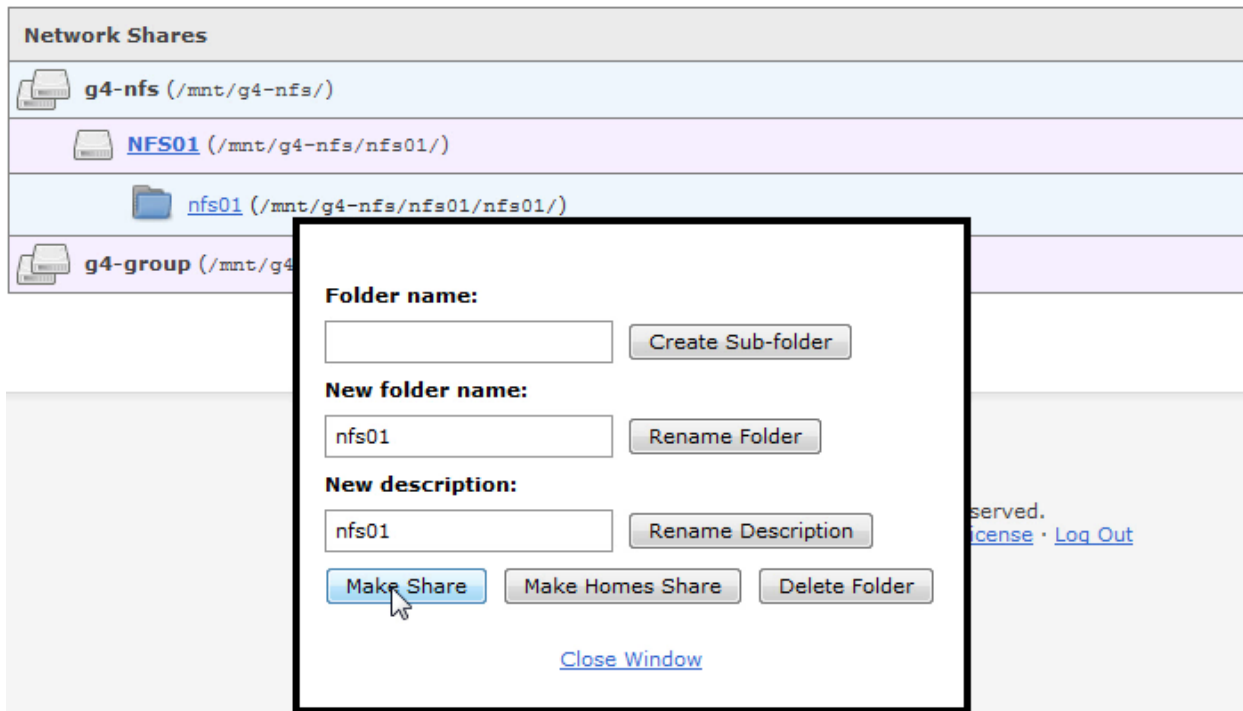 Network Shares
g4-nfs (/mnt/g4-nfs/)
NFS01 (/mnt/g4-nfs/nfs01/)
nfs01 (/mnt/g4-nfs/nfs01/nfs01/)
g4-group (/mnt/g4
Folder name:
Create Sub-folder
New folder name:
nfs01 Rename Folder
New description:
nfs01 Rename Description
served.
icense · Log Out
Make Share Make Homes Share Delete Folder
Close Window